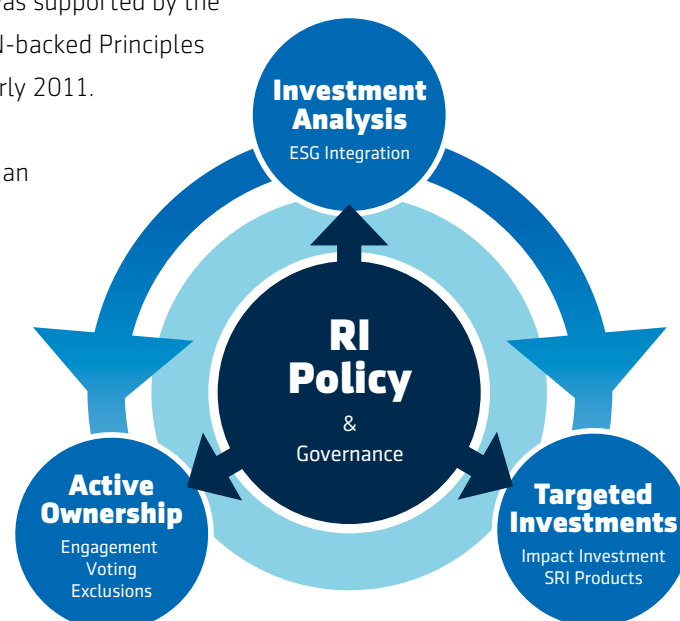 was supported by the
N-backed Principles
rly 2011.
an
Investment
Analysis
ESG Integration
RI
Policy
&
Governance
Active
Ownership
Engagement
Voting
Exclusions
Targeted
Investments
Impact Investment
SRI Products